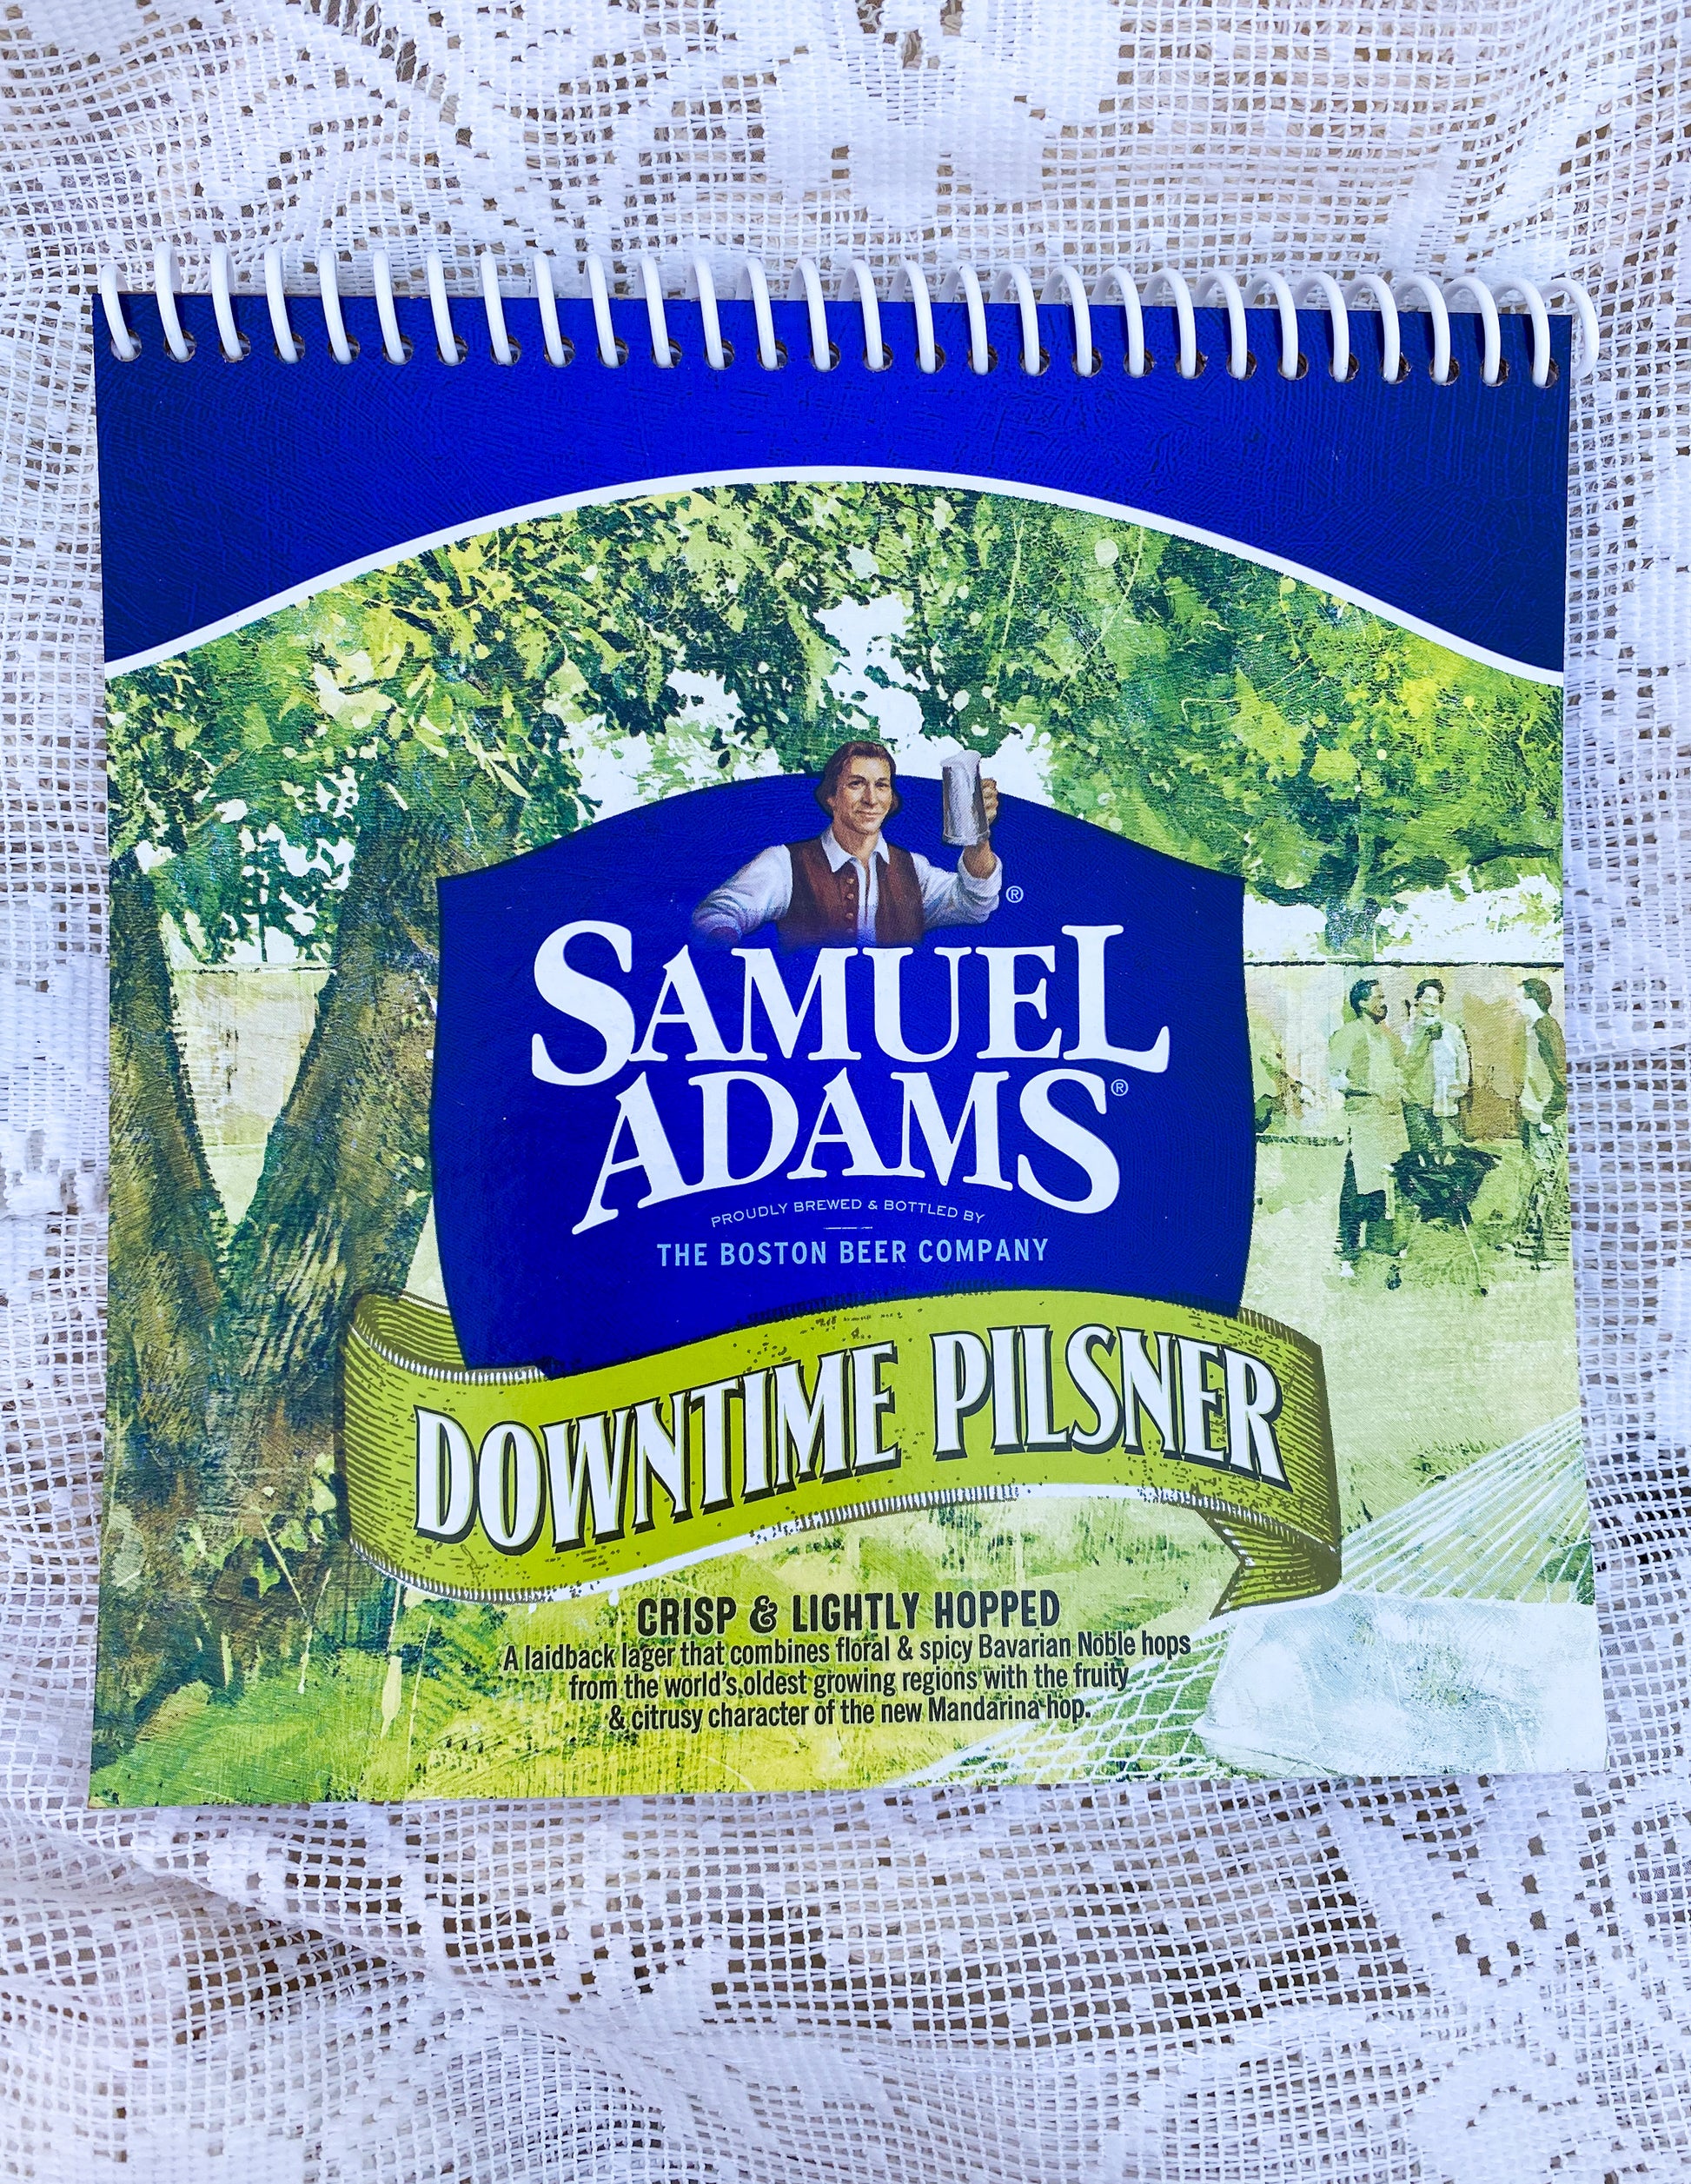 ®
SAMUEL
ADAMS®
PROUDLY BREWED & BOTTLED BY
THE BOSTON BEER COMPANY
DOWNTIME PILSNER
CRISP & LIGHTLY HOPPED
A laidback lager that combines floral & spicy Bavarian Noble hops
from the world's oldest growing regions with the fruity
& citrusy character of the new Mandarina hop.